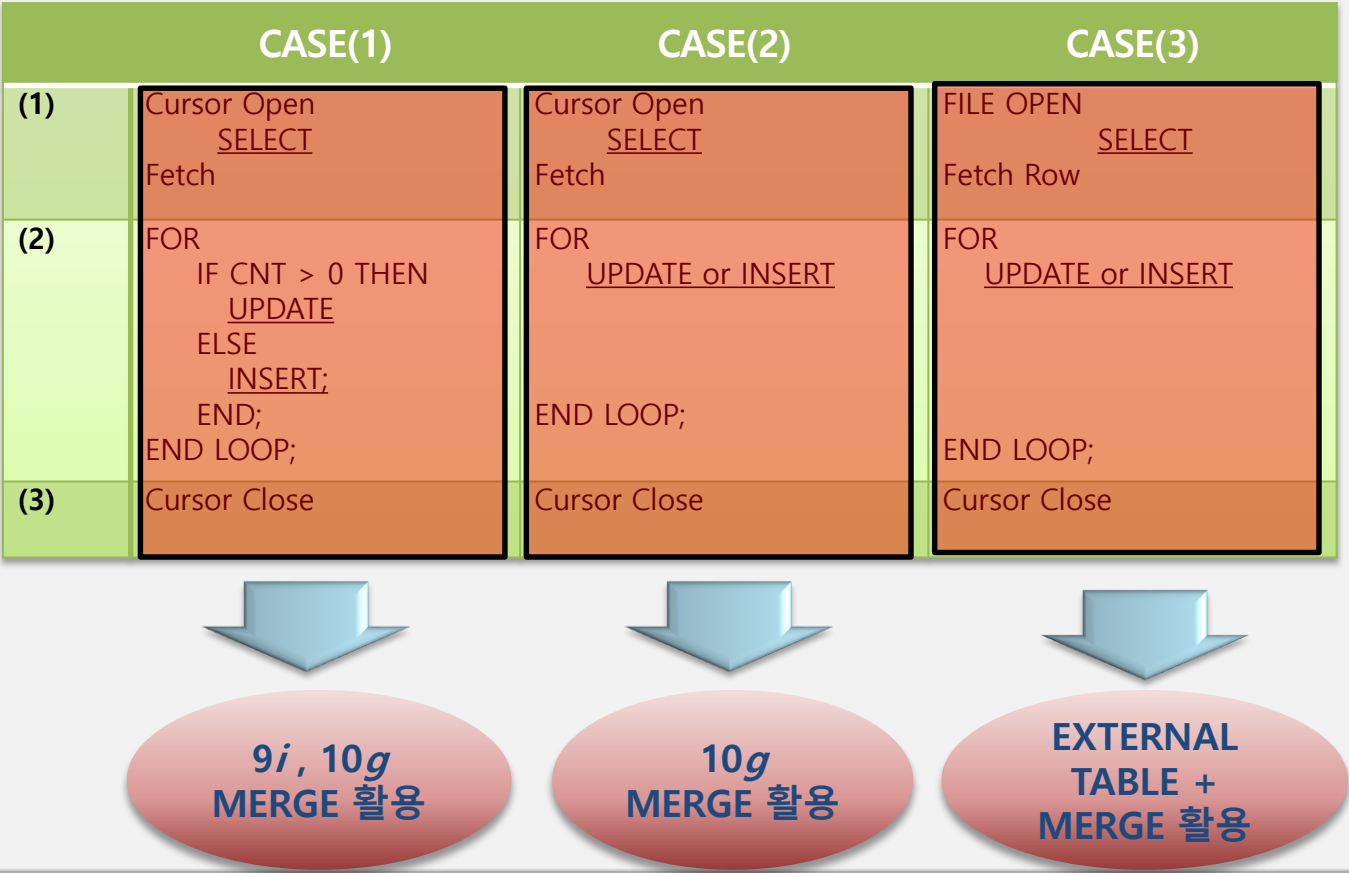 CASE(1) CASE(2) CASE(3)
(1)
Cursor Open
SELECT
Fetch
Cursor Open
SELECT
Fetch
FILE OPEN
SELECT
Fetch Row
(2)
FOR
IF CNT > 0 THEN
UPDATE
ELSE
INSERT;
END;
END LOOP;
FOR
UPDATE or INSERT
END LOOP;
FOR
UPDATE or INSERT
END LOOP;
(3)
Cursor Close
Cursor Close
Cursor Close
9i , 10g
MERGE 활용
10g
MERGE 활용
EXTERNAL
TABLE +
MERGE 활용